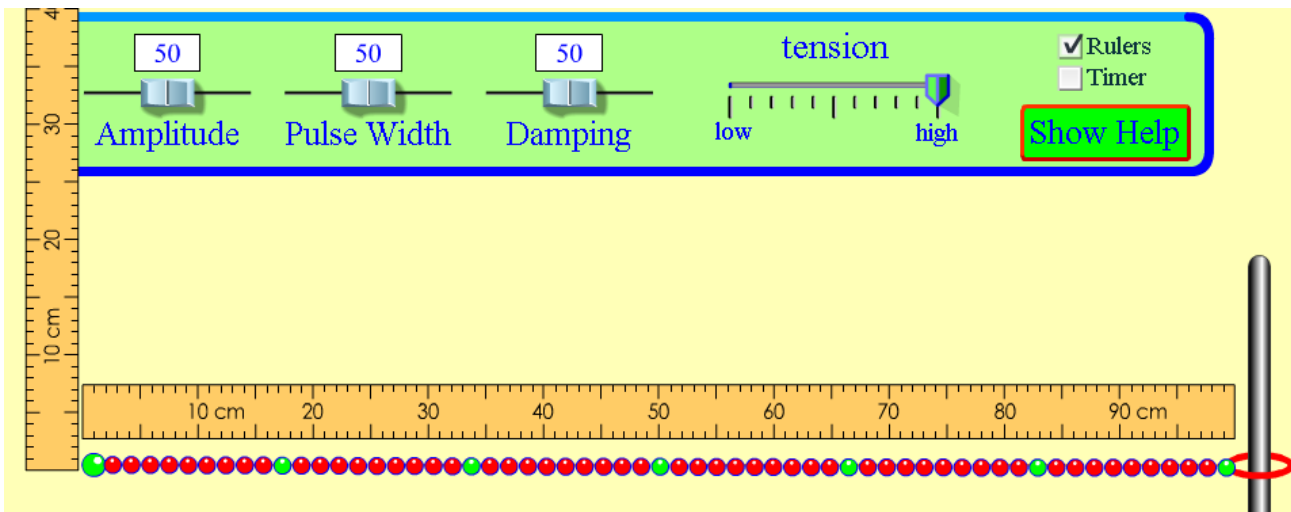 50 50 50 tension Rulers
Timer
Amplitude Pulse Width Damping low high Show Help
30
20
10 cm
10 cm 20 30 40 50 60 70 80 90 cm